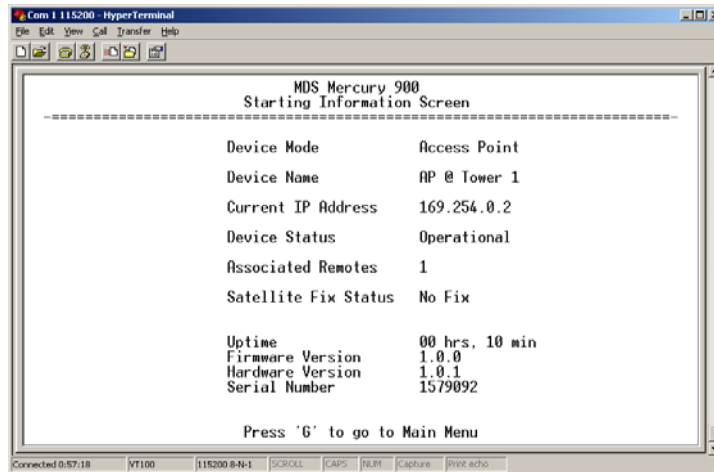 Com 1 115200 - HyperTerminal
File Edit View Call Transfer Help
MDS Mercury 900
Starting Information Screen
-==========================================================================-
Device Mode Access Point
Device Name AP @ Tower 1
Current IP Address 169.254.0.2
Device Status Operational
Associated Remotes 1
Satellite Fix Status No Fix
Uptime 00 hrs, 10 min
Firmware Version 1.0.0
Hardware Version 1.0.1
Serial Number 1579092
Press 'G' to go to Main Menu
Connected 0:57:18 VT100 115200 8-N-1 SCROLL CAPS NUM Capture Print echo